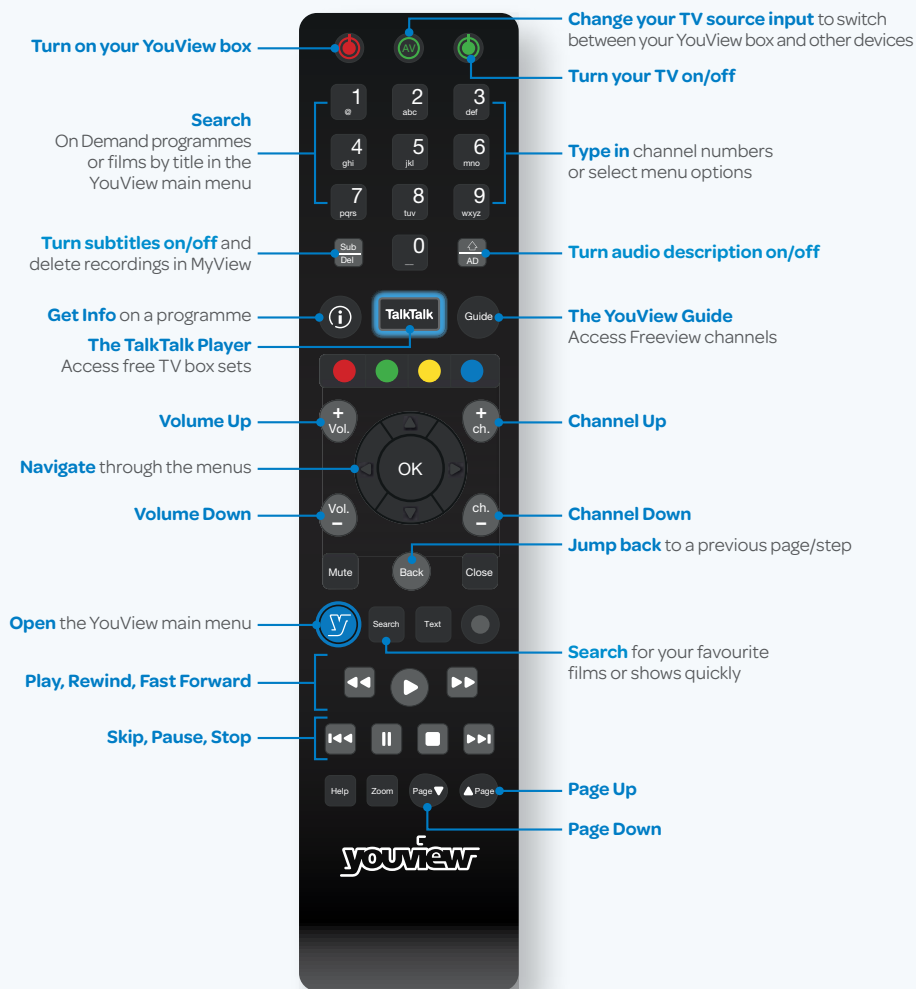 Turn on your YouView box
Change your TV source input to switch
between your YouView box and other devices
Turn your TV on/off
AV
Search
On Demand programmes
or films by title in the
YouView main menu
1
@
2
abc
3
def
4
ghi
5
jkl
6
mno
7
pqrs
8
tuv
9
wxyz
Type in channel numbers
or select menu options
Turn subtitles on/off and
delete recordings in MyView
Sub
Del
0
_
AD
Turn audio description on/off
Get Info on a programme
i
TalkTalk
Guide
The TalkTalk Player
Access free TV box sets
The YouView Guide
Access Freeview channels
Volume Up
+
Vol.
+
ch.
Channel Up
Navigate through the menus
OK
Volume Down
Vol.
–
ch.
–
Channel Down
Jump back to a previous page/step
Mute
Back
Close
Open the YouView main menu
y
Search
Text
Search for your favourite
films or shows quickly
Play, Rewind, Fast Forward
Skip, Pause, Stop
Help
Zoom
Page
Page
Page Up
Page Down
youview